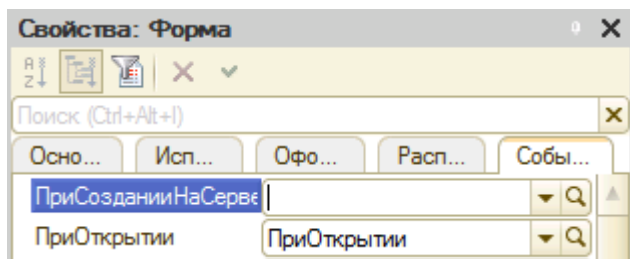 Свойства: Форма
Поиск (Ctrl+Alt+I)
Осно... Исп... Офо... Расп... Собы...
ПриСозданииНаСерве
ПриОткрытии ПриОткрытии